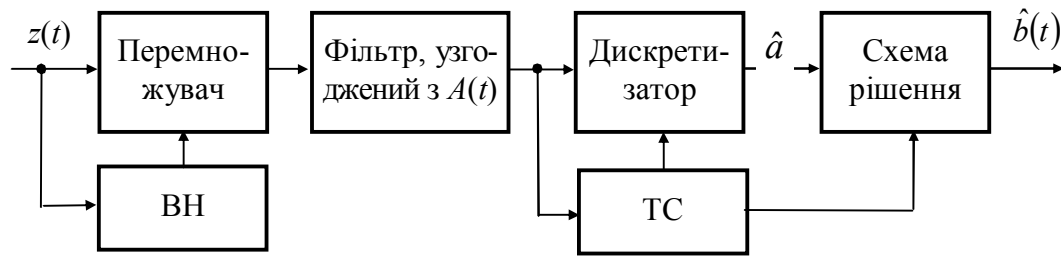 z(t)
Перемно-
жувач
Фільтр, узго-
джений з A(t)
Дискрети-
затор
â
Схема
рішення
b̂(t)
ВН
ТС